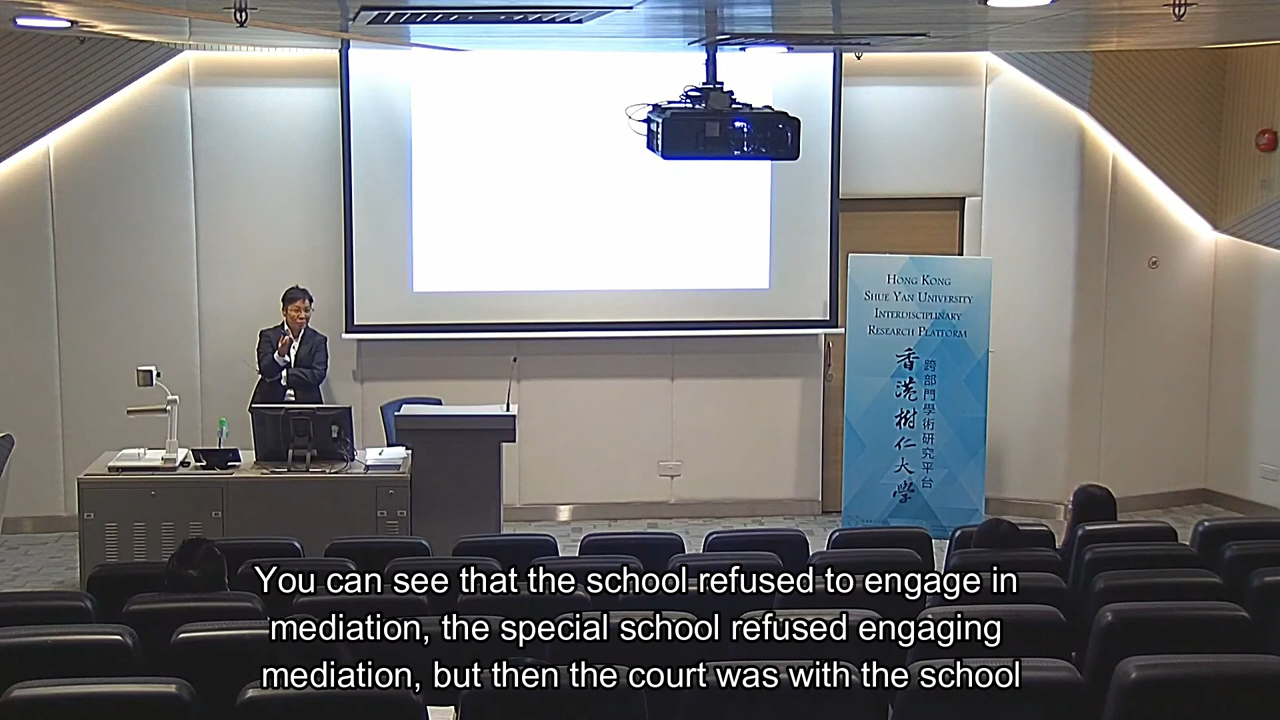 HONG KONG
SHUE YAN UNIVERSITY
INTERDISCIPLINARY
RESEARCH PLATFORM
香港樹仁大學
跨部門學術研究平台
You can see that the school refused to engage in
mediation, the special school refused engaging
mediation, but then the court was with the school